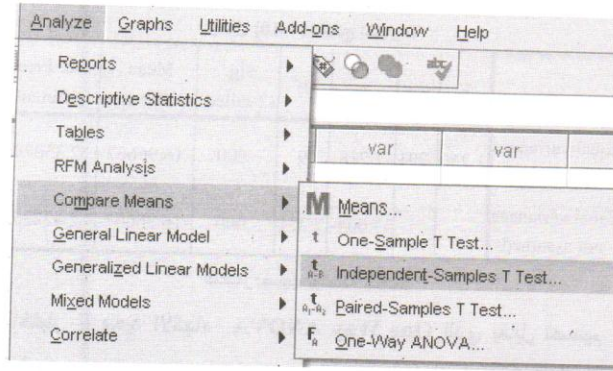 Analyze Graphs Utilities Add-ons Window Help
Reports
Descriptive Statistics
Tables
RFM Analysis
Compare Means
General Linear Model
Generalized Linear Models
Mixed Models
Correlate
var var
M Means...
t One-Sample T Test...
t A-B Independent-Samples T Test...
t A₁-A₂ Paired-Samples T Test...
F A One-Way ANOVA...